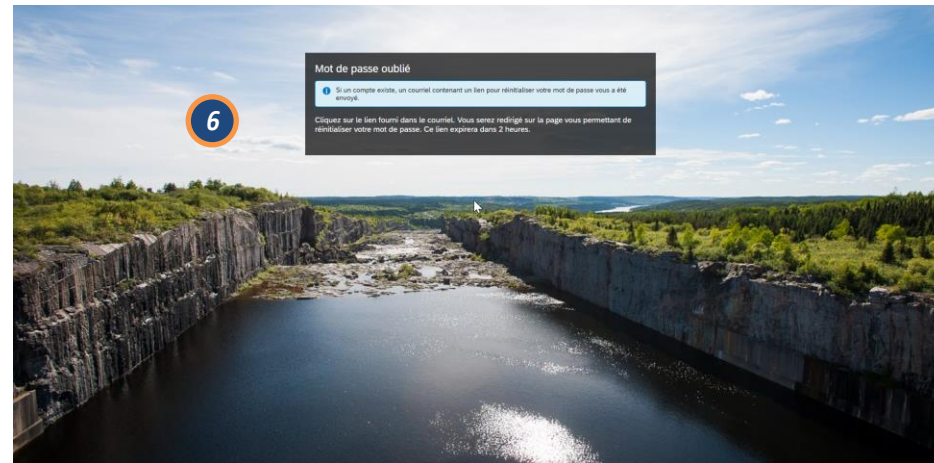 Mot de passe oublié
Si un compte existe, un courriel contenant un lien pour réinitialiser votre mot de passe vous a été
envoyé.
6
Cliquez sur le lien fourni dans le courriel. Vous serez redirigé sur la page vous permettant de
réinitialiser votre mot de passe. Ce lien expirera dans 2 heures.